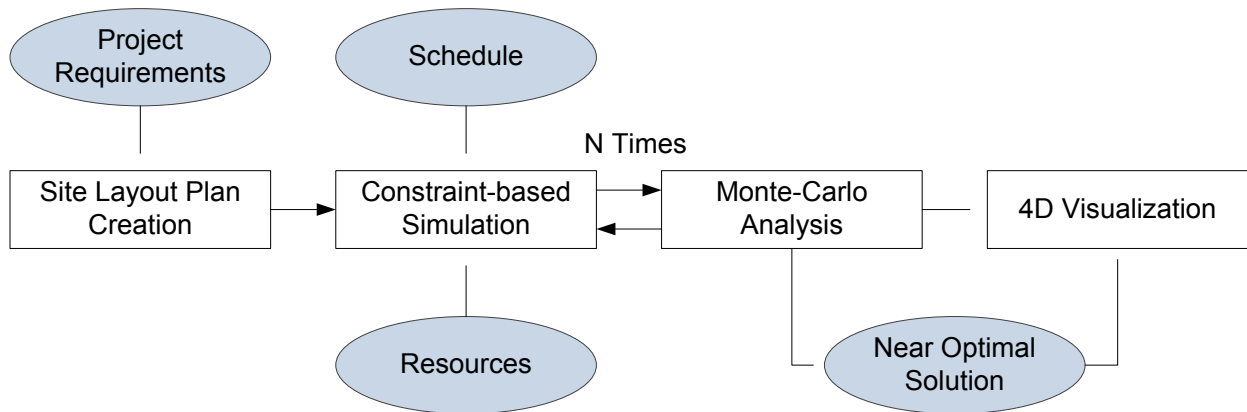 Project
Requirements
Schedule
N Times
Site Layout Plan
Creation
Constraint-based
Simulation
Monte-Carlo
Analysis
4D Visualization
Resources
Near Optimal
Solution